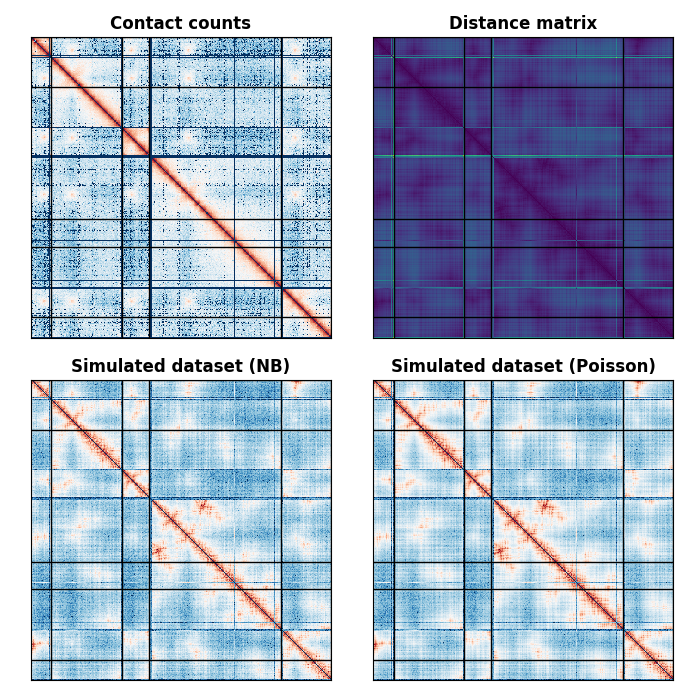 Contact counts
Distance matrix
Simulated dataset (NB)
Simulated dataset (Poisson)